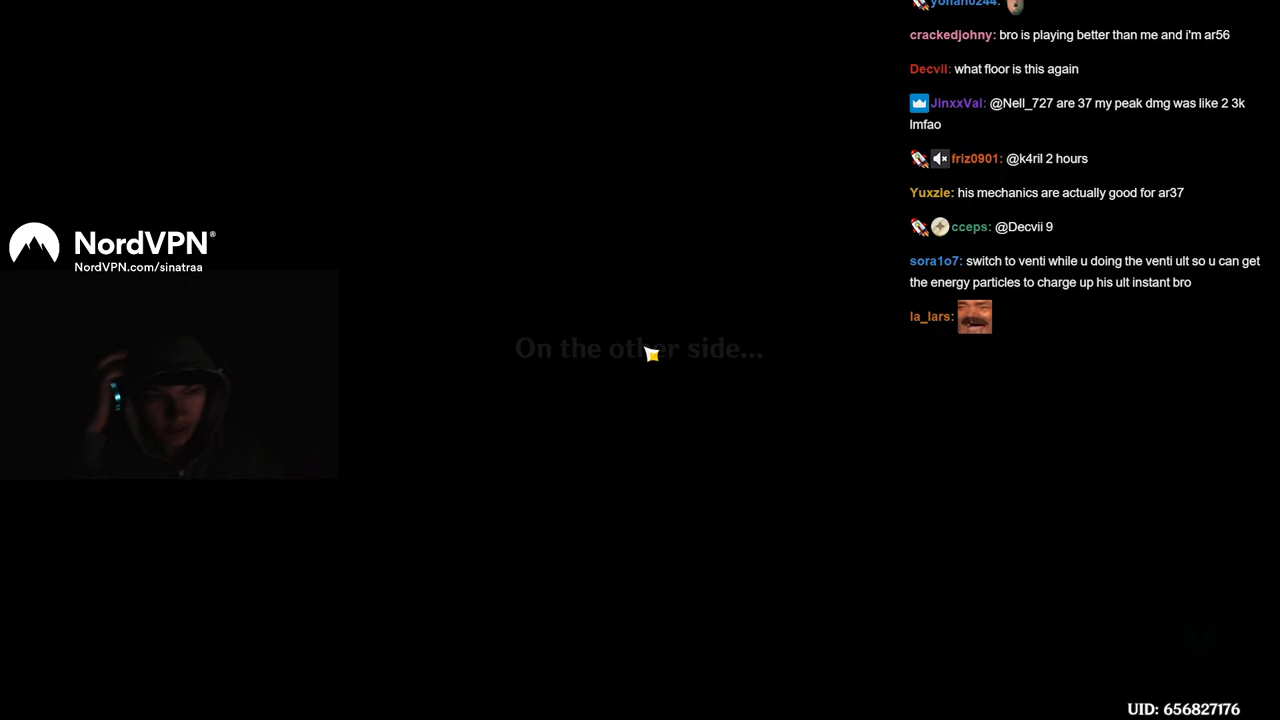 yohan0244:
crackedjohny: bro is playing better than me and i'm ar56
Decvii: what floor is this again
JinxxVal: @Nell_727 are 37 my peak dmg was like 2 3k
lmfao
friz0901: @k4ril 2 hours
Yuxzie: his mechanics are actually good for ar37
cceps: @Decvii 9
NordVPN®
NordVPN.com/sinatraa
sora1o7: switch to venti while u doing the venti ult so u can get
the energy particles to charge up his ult instant bro
la_lars:
On the other side...
UID: 656827176